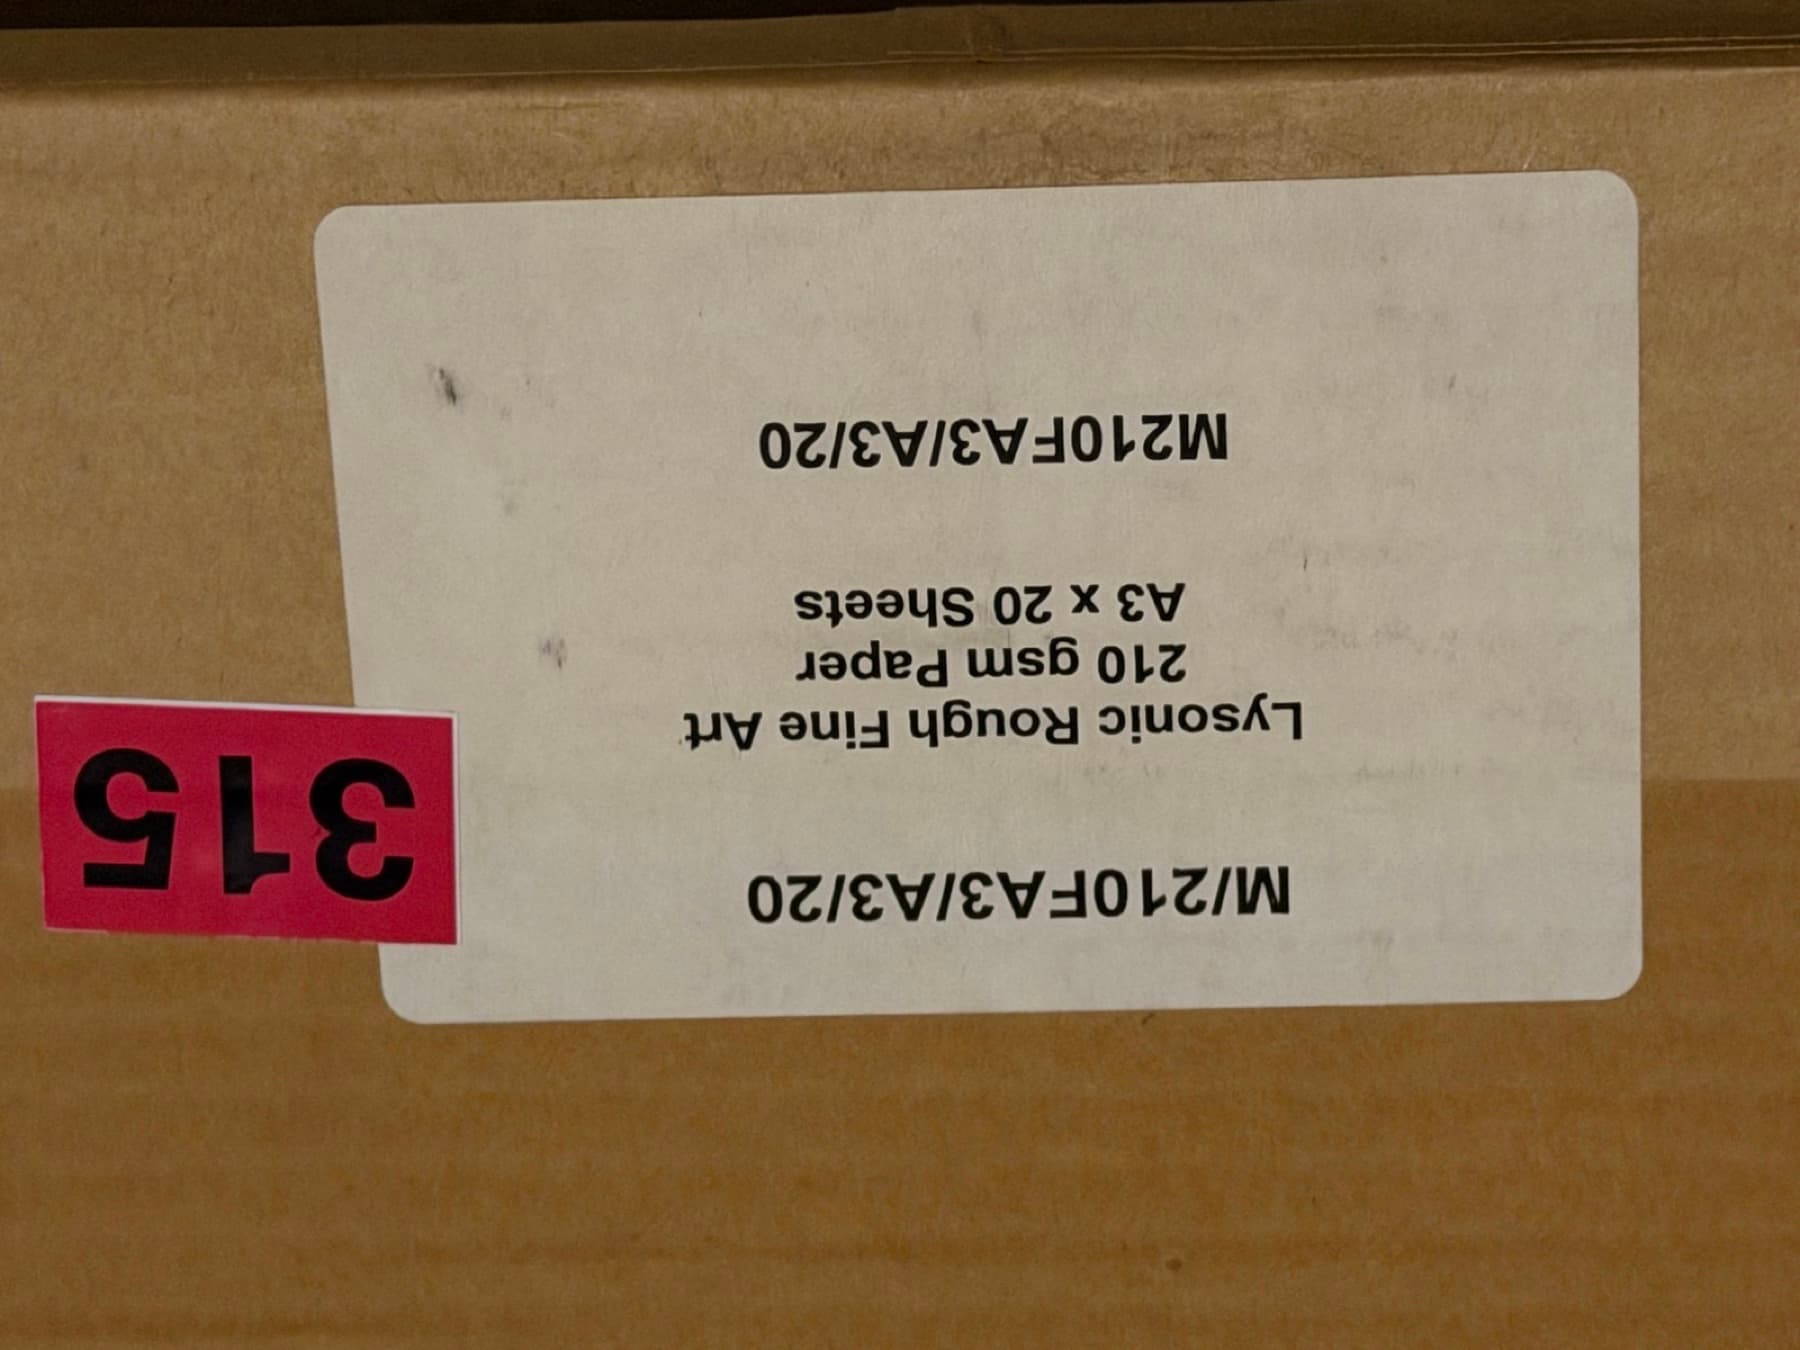 M/210FA3/A3/20
Lysonic Rough Fine Art
210 gsm Paper
A3 x 20 Sheets
M210FA3/A3/20
315